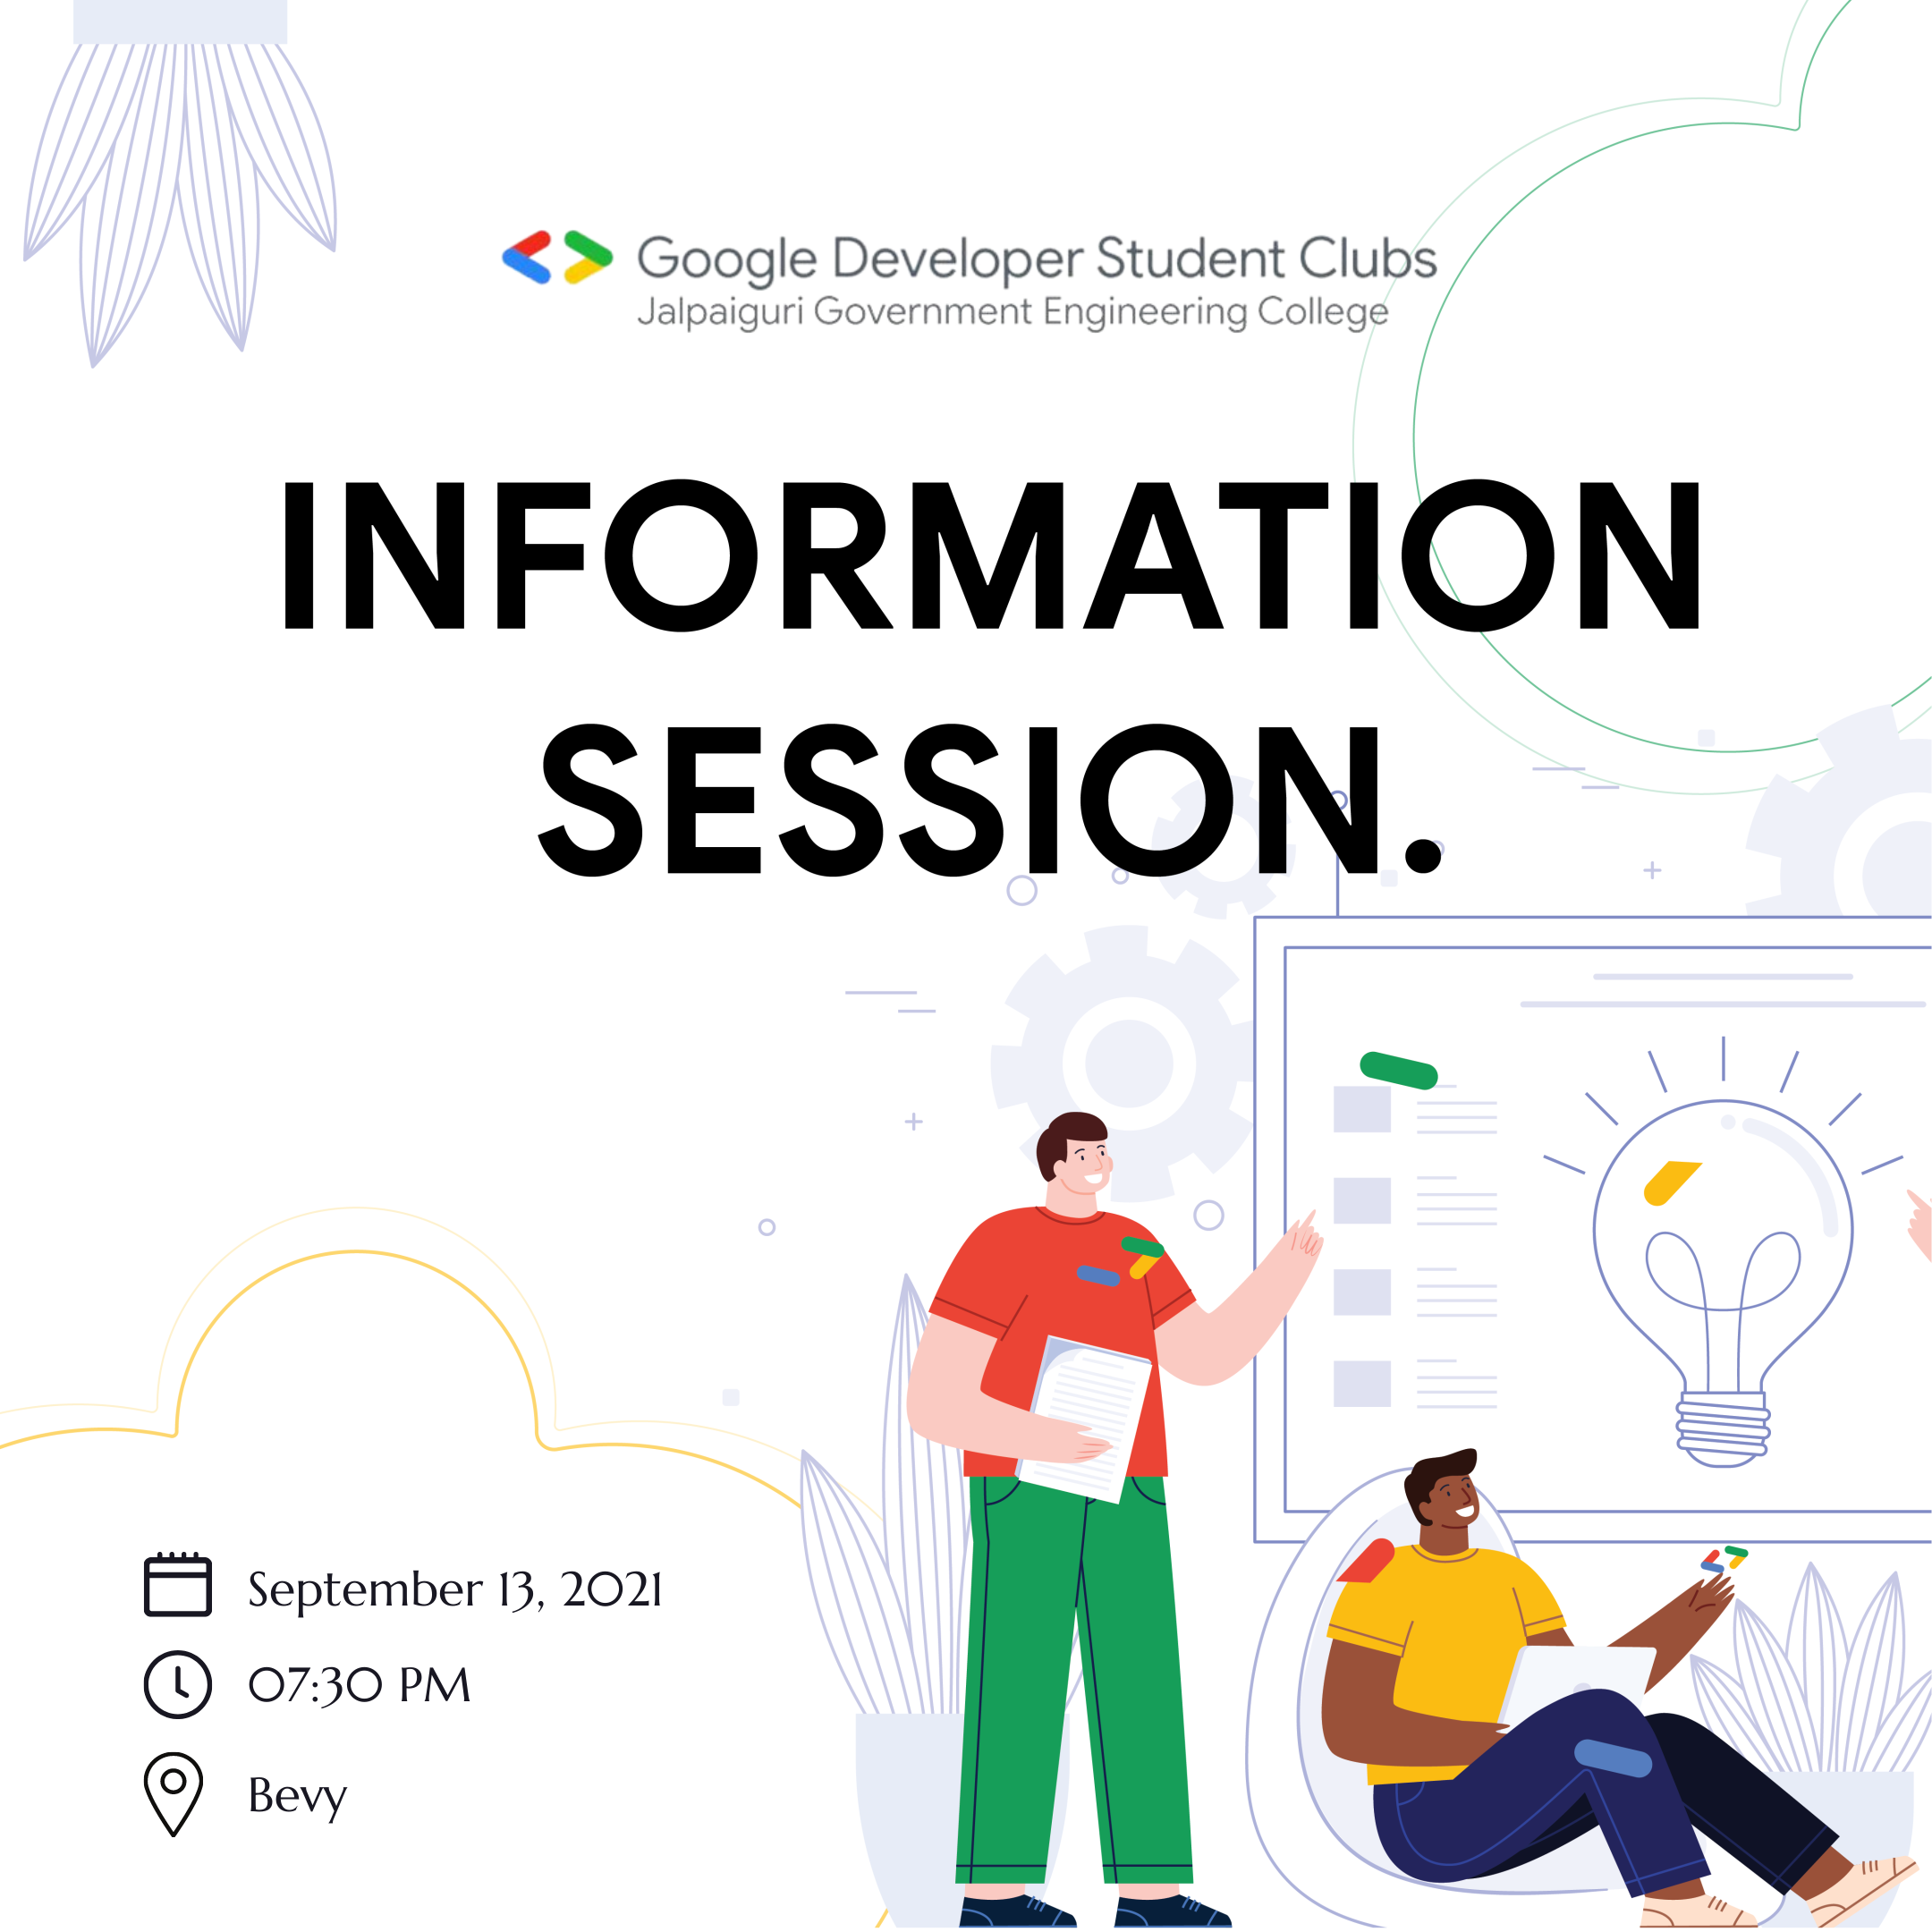 Google Developer Student Clubs
Jalpaiguri Government Engineering College
INFORMATION
SESSION.
September 13, 2021
07:30 PM
Bevy